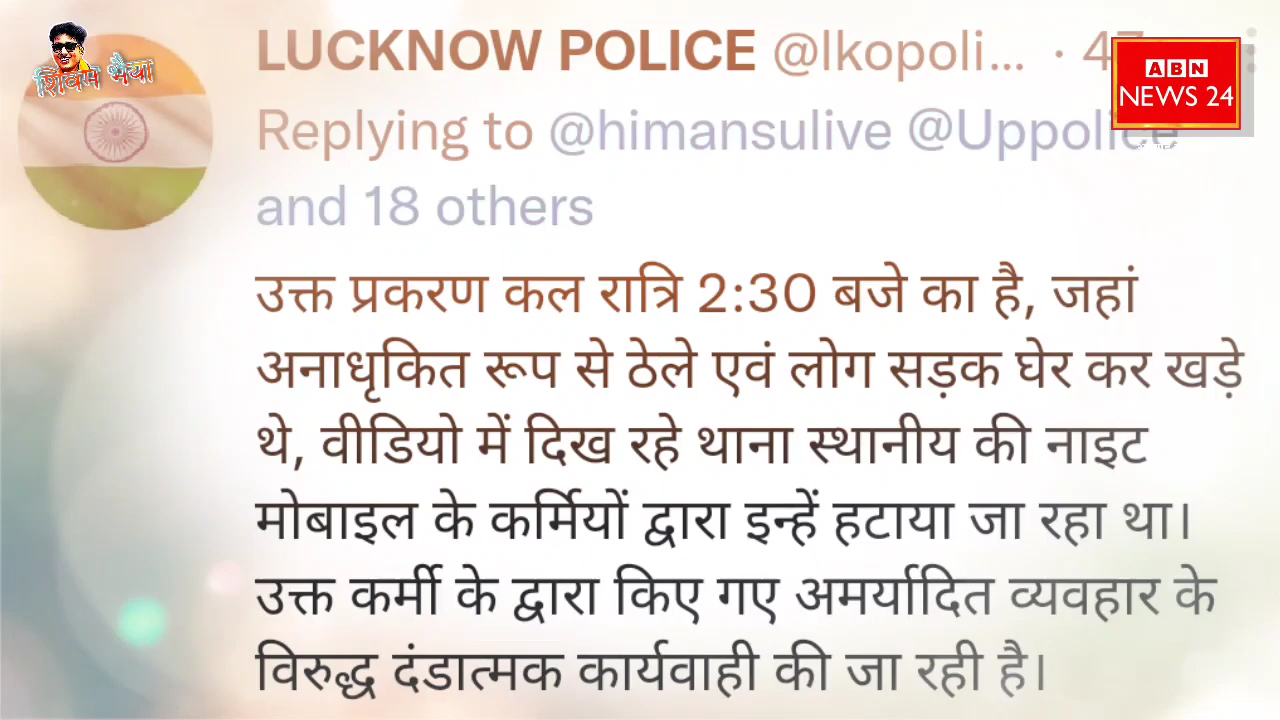 शिवम भैया
LUCKNOW POLICE @lkopoli... · 47
ABN
NEWS 24
Replying to @himansulive @Uppolice
and 18 others
उक्त प्रकरण कल रात्रि 2:30 बजे का है, जहां
अनाधृकित रूप से ठेले एवं लोग सड़क घेर कर खड़े
थे, वीडियो में दिख रहे थाना स्थानीय की नाइट
मोबाइल के कर्मियों द्वारा इन्हें हटाया जा रहा था।
उक्त कर्मी के द्वारा किए गए अमर्यादित व्यवहार के
विरुद्ध दंडात्मक कार्यवाही की जा रही है।